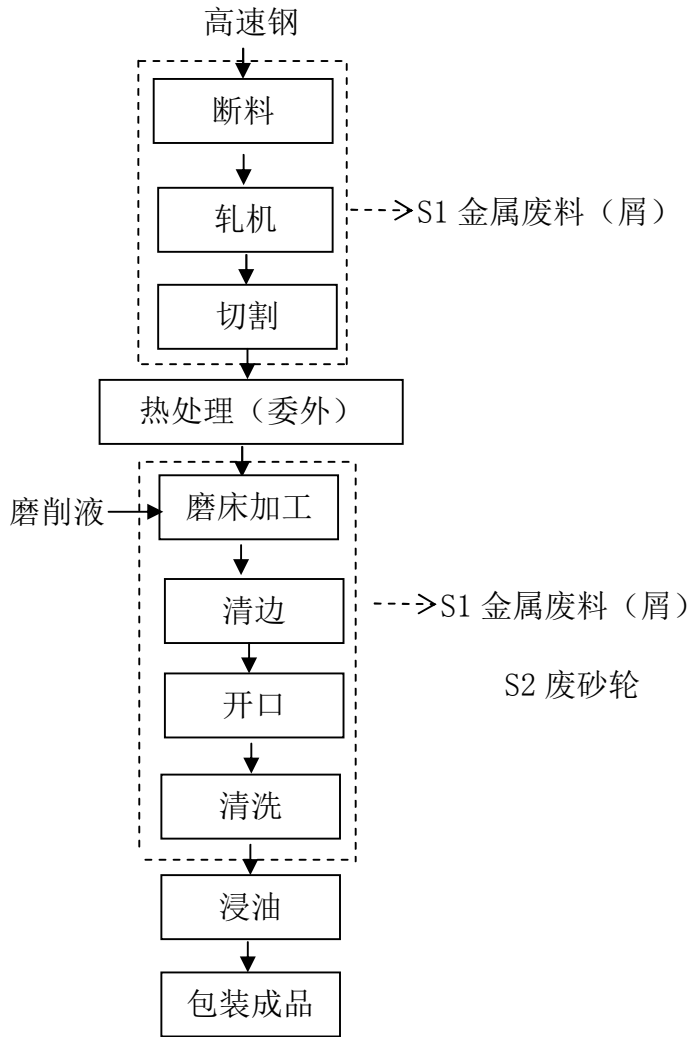 高速钢
断料
轧机
S1 金属废料（屑）
切割
热处理（委外）
磨削液
磨床加工
清边
S1 金属废料（屑）
开口
S2 废砂轮
清洗
浸油
包装成品